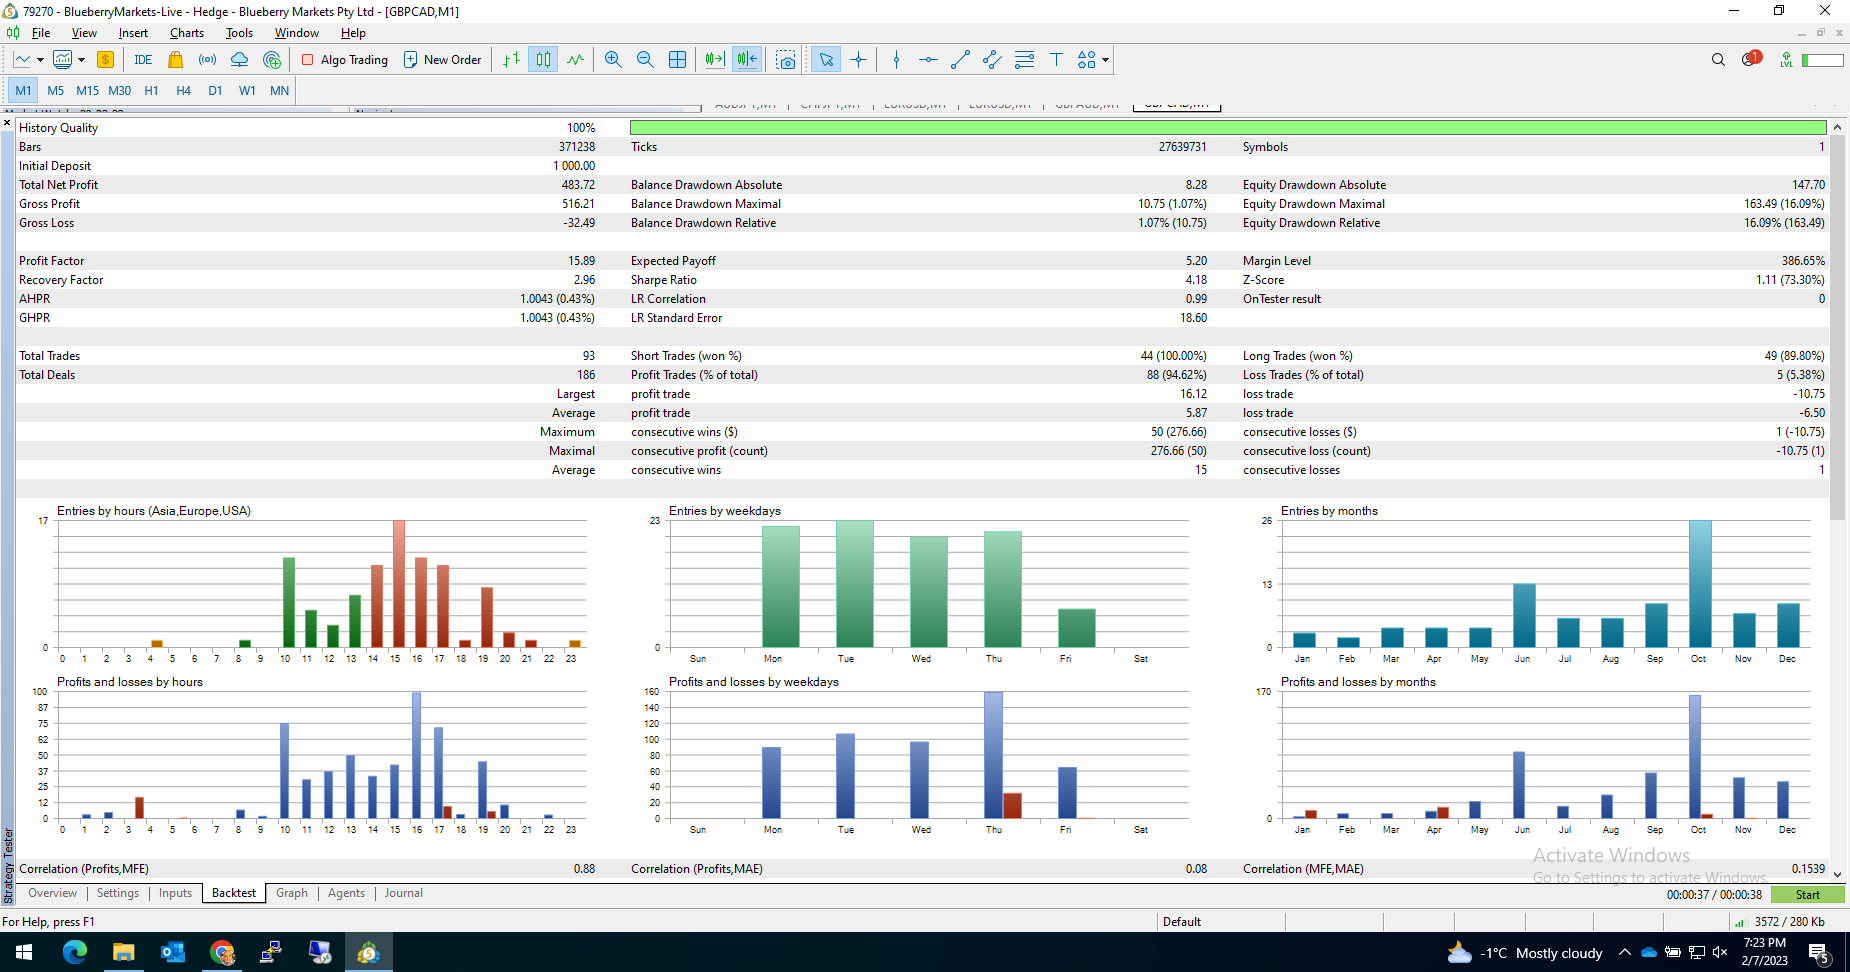 79270 - BlueberryMarkets-Live - Hedge - Blueberry Markets Pty Ltd - [GBPCAD,M1]
File View Insert Charts Tools Window Help
IDE Algo Trading New Order 1 LVL
M1 M5 M15 M30 H1 H4 D1 W1 MN
History Quality 100%
Bars 371238 Ticks 27639731 Symbols 1
Initial Deposit 1 000.00
Total Net Profit 483.72 Balance Drawdown Absolute 8.28 Equity Drawdown Absolute 147.70
Gross Profit 516.21 Balance Drawdown Maximal 10.75 (1.07%) Equity Drawdown Maximal 163.49 (16.09%)
Gross Loss -32.49 Balance Drawdown Relative 1.07% (10.75) Equity Drawdown Relative 16.09% (163.49)
Profit Factor 15.89 Expected Payoff 5.20 Margin Level 386.65%
Recovery Factor 2.96 Sharpe Ratio 4.18 Z-Score 1.11 (73.30%)
AHPR 1.0043 (0.43%) LR Correlation 0.99 OnTester result 0
GHPR 1.0043 (0.43%) LR Standard Error 18.60
Total Trades 93 Short Trades (won %) 44 (100.00%) Long Trades (won %) 49 (89.80%)
Total Deals 186 Profit Trades (% of total) 88 (94.62%) Loss Trades (% of total) 5 (5.38%)
Largest profit trade 16.12 loss trade -10.75
Average profit trade 5.87 loss trade -6.50
Maximum consecutive wins ($) 50 (276.66) consecutive losses ($) 1 (-10.75)
Maximal consecutive profit (count) 276.66 (50) consecutive loss (count) -10.75 (1)
Average consecutive wins 15 consecutive losses 1
Entries by hours (Asia,Europe,USA) Entries by weekdays Entries by months
17 23 26
13
0 0 0
0 1 2 3 4 5 6 7 8 9 10 11 12 13 14 15 16 17 18 19 20 21 22 23 Sun Mon Tue Wed Thu Fri Sat Jan Feb Mar Apr May Jun Jul Aug Sep Oct Nov Dec
Profits and losses by hours Profits and losses by weekdays Profits and losses by months
100 160 170
87 140
75 120
62 100
50 80
37 60
25 40
12 20
0 0 0
0 1 2 3 4 5 6 7 8 9 10 11 12 13 14 15 16 17 18 19 20 21 22 23 Sun Mon Tue Wed Thu Fri Sat Jan Feb Mar Apr May Jun Jul Aug Sep Oct Nov Dec
Activate Windows
Correlation (Profits,MFE) 0.88 Correlation (Profits,MAE) 0.08 Correlation (MFE,MAE) 0.1539
Go to Settings to activate Windows.
Strategy Tester
Overview Settings Inputs Backtest Graph Agents Journal 00:00:37 / 00:00:38 Start
For Help, press F1 Default 3572 / 280 Kb
-1°C Mostly cloudy 7:23 PM
2/7/2023 5